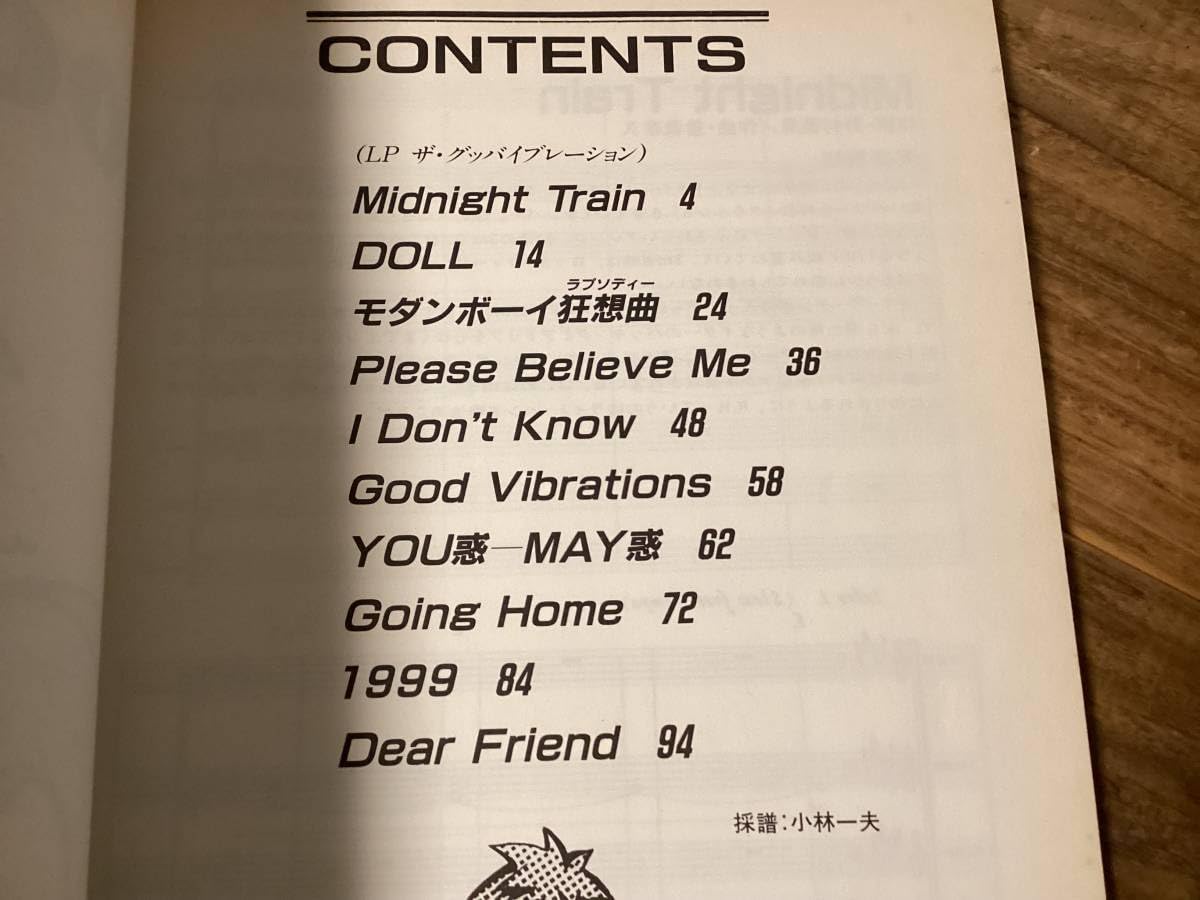 CONTENTS
(LP ザ・グッバイブレーション)
Midnight Train 4
DOLL 14
ラプソディー
モダンボーイ狂想曲 24
Please Believe Me 36
I Don't Know 48
Good Vibrations 58
YOU惑—MAY惑 62
Going Home 72
1999 84
Dear Friend 94
採譜:小林一夫